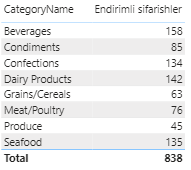 CategoryName Endirimli sifarishler
Beverages 158
Condiments 85
Confections 134
Dairy Products 142
Grains/Cereals 63
Meat/Poultry 76
Produce 45
Seafood 135
Total 838